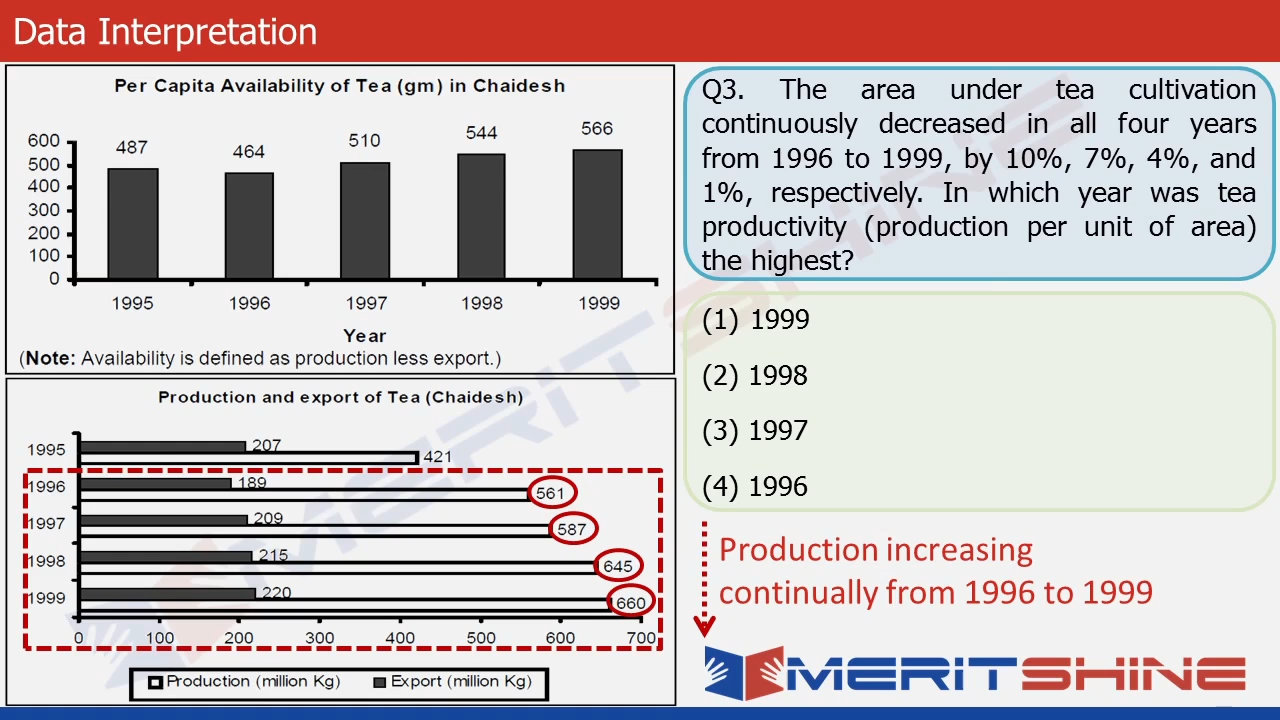 Data Interpretation
Per Capita Availability of Tea (gm) in Chaidesh
600
500
400
300
200
100
0
487
464
510
544
566
1995 1996 1997 1998 1999
Year
(Note: Availability is defined as production less export.)
Production and export of Tea (Chaidesh)
1995 207
421
1996 189
561
1997 209
587
1998 215
645
1999 220
660
0 100 200 300 400 500 600 700
Production (million Kg) Export (million Kg)
Q3. The area under tea cultivation
continuously decreased in all four years
from 1996 to 1999, by 10%, 7%, 4%, and
1%, respectively. In which year was tea
productivity (production per unit of area)
the highest?
(1) 1999
(2) 1998
(3) 1997
(4) 1996
Production increasing
continually from 1996 to 1999
MERITSHINE
MERITSHINE